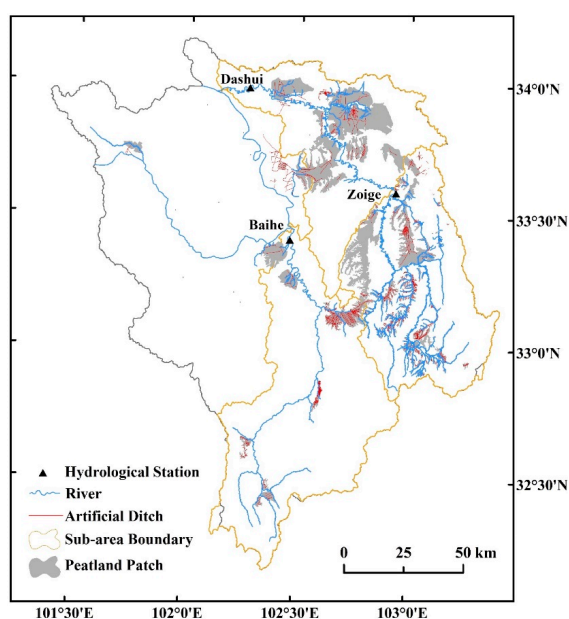 Dashui
34°0'N
Zoige
33°30'N
Baihe
33°0'N
Hydrological Station
River
32°30'N
Artificial Ditch
Sub-area Boundary
0 25 50 km
Peatland Patch
101°30'E 102°0'E 102°30'E 103°0'E